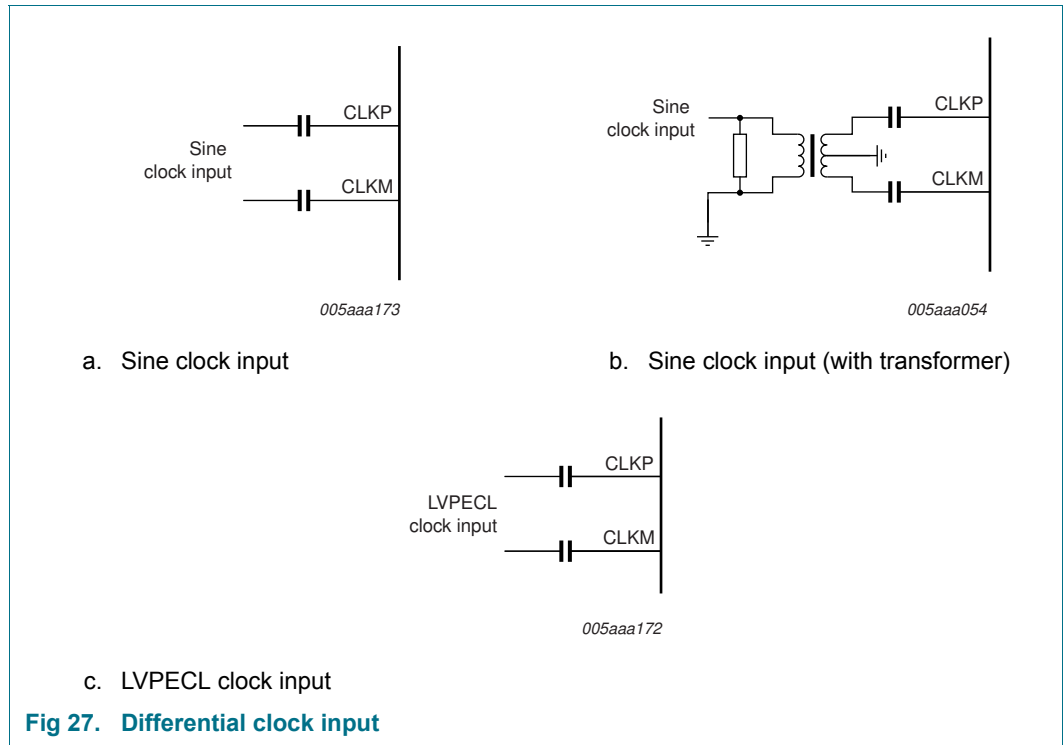 Sine
clock input
CLKP
CLKM
005aaa173
a. Sine clock input
Sine
clock input
CLKP
CLKM
005aaa054
b. Sine clock input (with transformer)
LVPECL
clock input
CLKP
CLKM
005aaa172
c. LVPECL clock input
Fig 27. Differential clock input